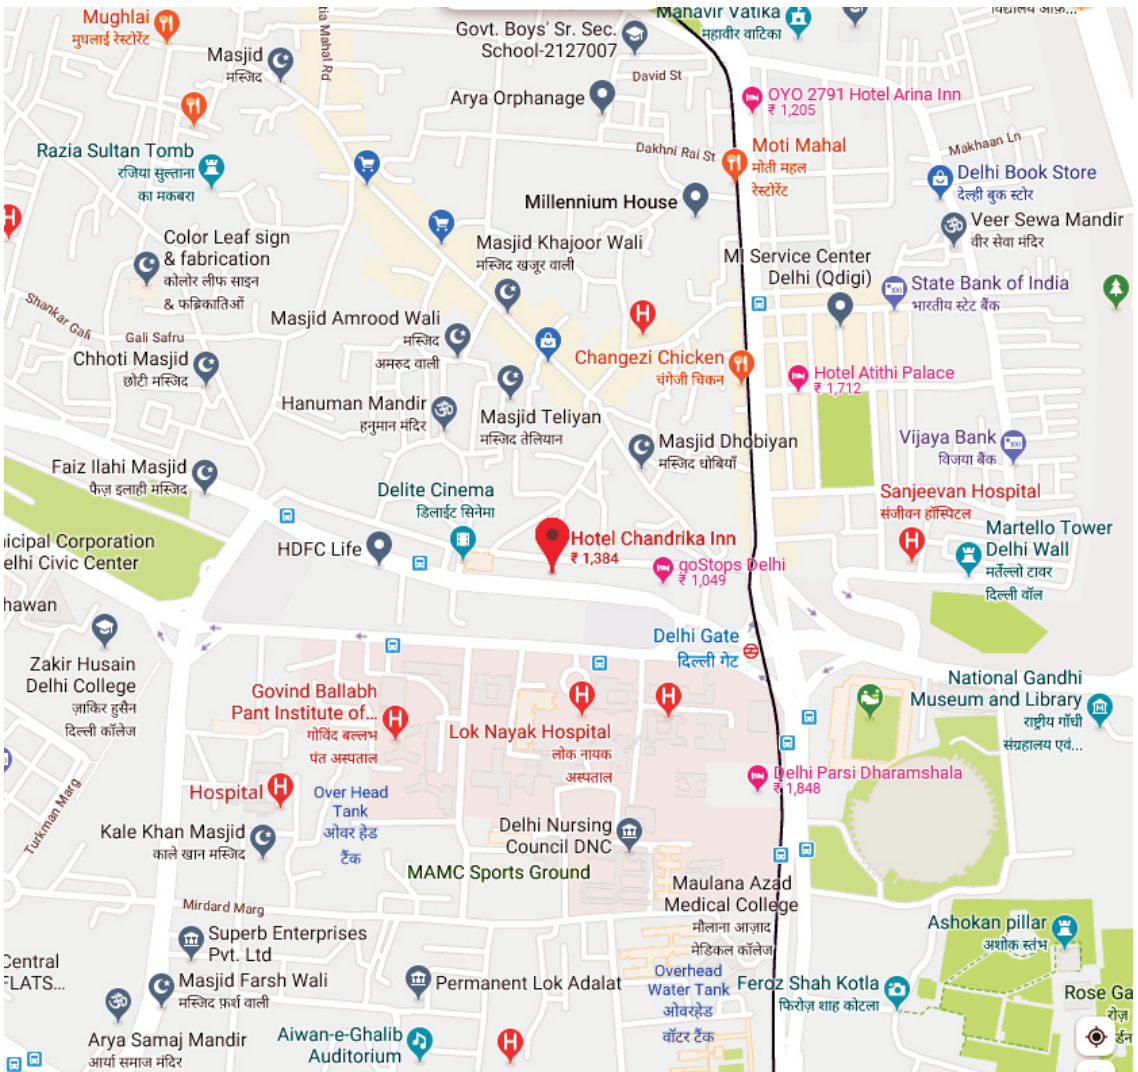 Mughlai
मुग़लाई रेस्टोरेंट
Masjid
मस्जिद
tia Mahal Rd
Govt. Boys' Sr. Sec.
School-2127007
Mahavir Vatika
महावीर वाटिका
David St
Arya Orphanage
OYO 2791 Hotel Arina Inn
₹ 1,205
Dakhni Rai St
Moti Mahal
मोती महल
रेस्टोरेंट
Makhaan Ln
Razia Sultan Tomb
रजिया सुल्ताना
का मकबरा
Delhi Book Store
देल्ही बुक स्टोर
Millennium House
Veer Sewa Mandir
वीर सेवा मंदिर
Color Leaf sign
& fabrication
कोलोर लीफ साइन
& फब्रिकातिओं
Masjid Khajoor Wali
मस्जिद खजूर वाली
MI Service Center
Delhi (Qdigi)
State Bank of India
भारतीय स्टेट बैंक
Shankar Gali
Gali Safru
Masjid Amrood Wali
मस्जिद
अमरुद वाली
Chhoti Masjid
छोटी मस्जिद
Changezi Chicken
चंगेजी चिकन
Hotel Atithi Palace
₹ 1,712
Hanuman Mandir
हनुमान मंदिर
Masjid Teliyan
मस्जिद तेलियान
Masjid Dhobiyan
मस्जिद धोबियाँ
Vijaya Bank
विजया बैंक
Faiz Ilahi Masjid
फैज़ इलाही मस्जिद
Delite Cinema
डिलाईट सिनेमा
Sanjeevan Hospital
संजीवन हॉस्पिटल
icipal Corporation
elhi Civic Center
HDFC Life
Hotel Chandrika Inn
₹ 1,384
goStops Delhi
₹ 1,049
Martello Tower
Delhi Wall
मर्तेल्लो टावर
दिल्ली वॉल
hawan
Delhi Gate
दिल्ली गेट
Zakir Husain
Delhi College
ज़ाकिर हुसैन
दिल्ली कॉलेज
Govind Ballabh
Pant Institute of...
गोविंद बल्लभ
पंत अस्पताल
Lok Nayak Hospital
लोक नायक
अस्पताल
National Gandhi
Museum and Library
राष्ट्रीय गाँधी
संग्रहालय एवं...
Delhi Parsi Dharamshala
₹ 1,848
Turkman Marg
Hospital
Over Head
Tank
ओवर हेड
टैंक
Kale Khan Masjid
काले खान मस्जिद
Delhi Nursing
Council DNC
MAMC Sports Ground
Maulana Azad
Medical College
मौलाना आज़ाद
मेडिकल कॉलेज
Mirdard Marg
Ashokan pillar
अशोक स्तंभ
Superb Enterprises
Pvt. Ltd
Central
FLATS...
Masjid Farsh Wali
मस्जिद फ़र्श वाली
Permanent Lok Adalat
Overhead
Water Tank
ओवरहेड
वॉटर टैंक
Feroz Shah Kotla
फिरोज़ शाह कोटला
Rose Ga
रोज़
Arya Samaj Mandir
आर्या समाज मंदिर
Aiwan-e-Ghalib
Auditorium